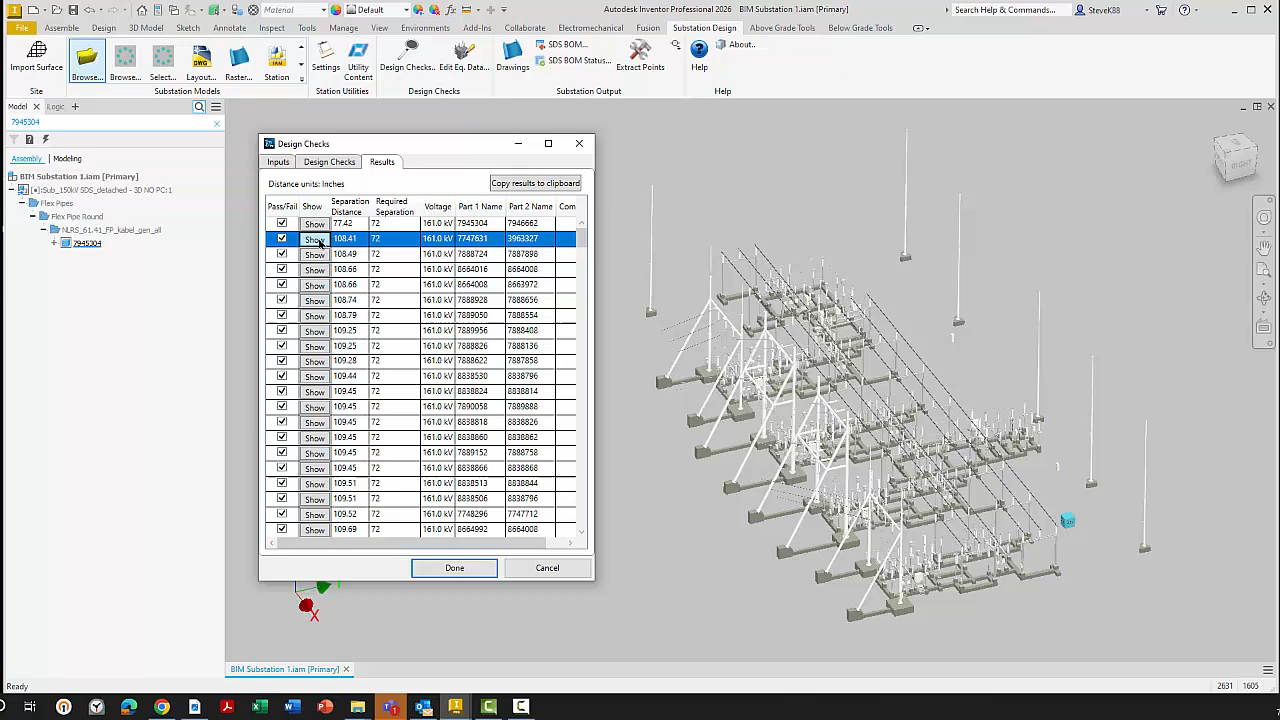 Material
Default
Autodesk Inventor Professional 2026 BIM Substation 1.iam [Primary]
Search Help & Commands...
SteveK88
File Assembly Design 3D Model Sketch Annotate Inspect Tools Manage View Environments Add-Ins Collaborate Electromechanical Fusion Substation Design Above Grade Tools Below Grade Tools
Import Surface
Browse...
Browse...
Select...
Layout...
Raster...
Station
Settings
Utility Content
Design Checks...
Edit Eq. Data...
Drawings
SDS BOM...
SDS BOM Status...
Extract Points
Help
About..
Site Substation Models Station Utilities Design Checks Substation Output Help
Model iLogic
7945304
Assembly Modeling
BIM Substation 1.iam [Primary]
[•]:Sub_150kV SDS_detached - 3D NO PC:1
Flex Pipes
Flex Pipe Round
NLRS_61.41_FP_kabel_gen_all
7945304
Design Checks
Inputs Design Checks Results
Distance units: Inches
Copy results to clipboard
Pass/Fail Show Separation Distance Required Separation Voltage Part 1 Name Part 2 Name Com
Show 77.42 72 161.0 kV 7945304 7946662
Show 108.41 72 161.0 kV 7747631 3963327
Show 108.49 72 161.0 kV 7888724 7887898
Show 108.66 72 161.0 kV 8664016 8664008
Show 108.66 72 161.0 kV 8664008 8663972
Show 108.74 72 161.0 kV 7888928 7888656
Show 108.79 72 161.0 kV 7889050 7888554
Show 109.25 72 161.0 kV 7889956 7888408
Show 109.25 72 161.0 kV 7888826 7888136
Show 109.28 72 161.0 kV 7888622 7887858
Show 109.44 72 161.0 kV 8838530 8838796
Show 109.45 72 161.0 kV 8838824 8838814
Show 109.45 72 161.0 kV 7890058 7889888
Show 109.45 72 161.0 kV 8838818 8838826
Show 109.45 72 161.0 kV 8838860 8838862
Show 109.45 72 161.0 kV 7889152 7888758
Show 109.45 72 161.0 kV 8838866 8838868
Show 109.51 72 161.0 kV 8838513 8838844
Show 109.51 72 161.0 kV 8838506 8838796
Show 109.52 72 161.0 kV 7748296 7747712
Show 109.69 72 161.0 kV 8664992 8664008
Done Cancel
RIGHT
X
BIM Substation 1.iam [Primary]
Ready
2631 1605